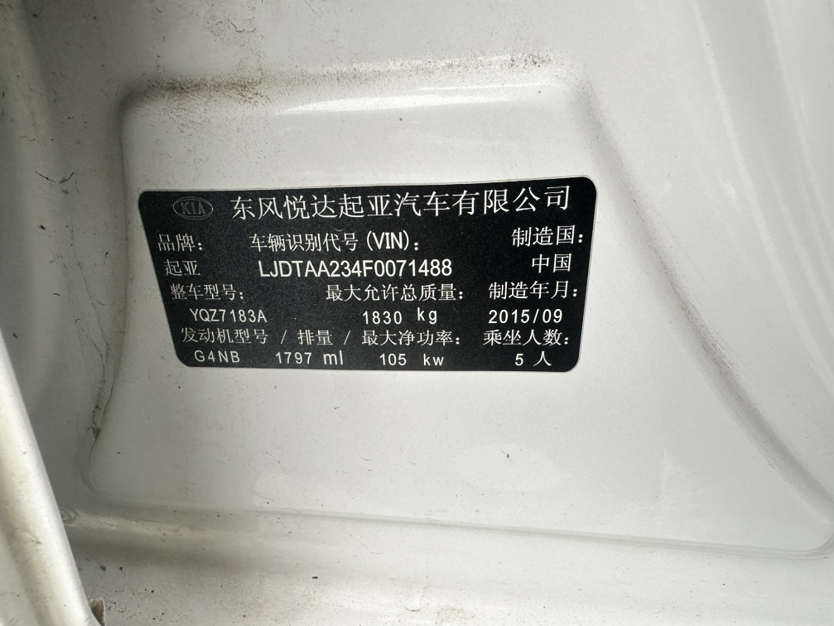 KIA 东风悦达起亚汽车有限公司
品牌： 车辆识别代号(VIN)： 制造国：
起亚 LJDTAA234F0071488 中国
整车型号： 最大允许总质量： 制造年月：
YQZ7183A 1830 kg 2015/09
发动机型号 / 排量 / 最大净功率： 乘坐人数：
G4NB 1797 ml 105 kw 5 人